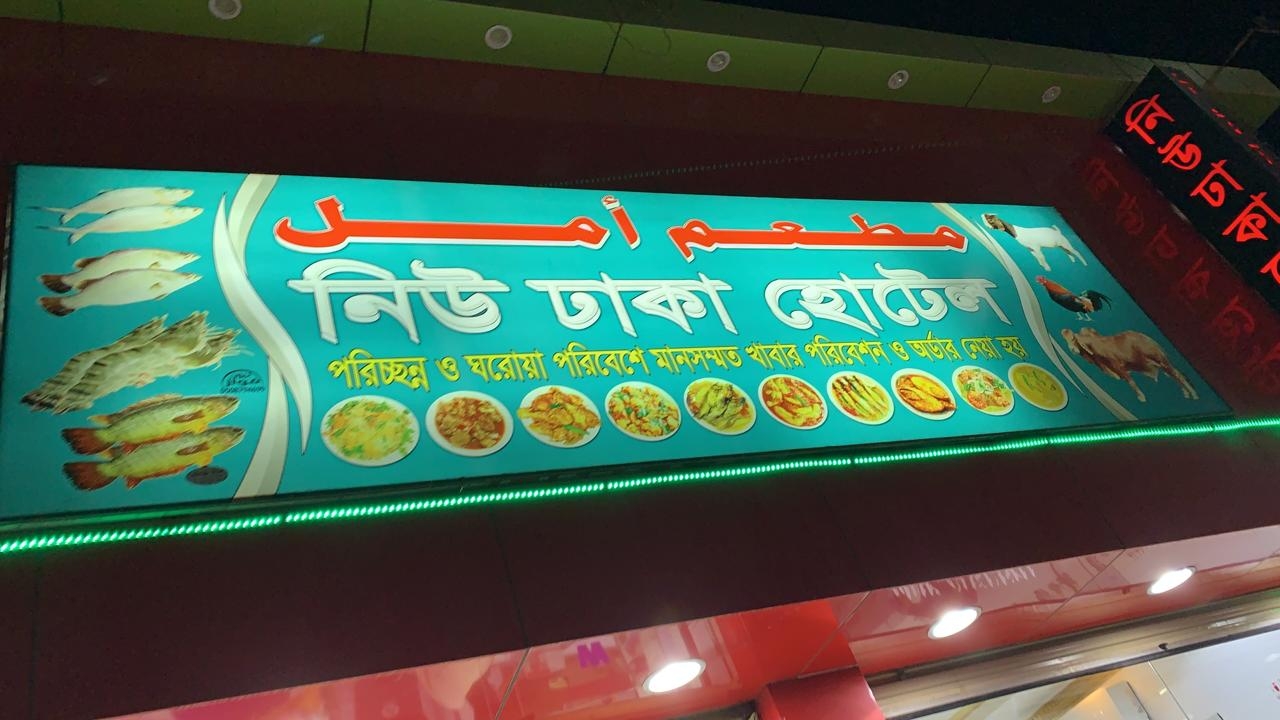 مطعم أمل
নিউ ঢাকা হোটেল
পরিচ্ছন্ন ও ঘরোয়া পরিবেশে মানসম্মত খাবার পরিবেশন ও অর্ডার নেয়া হয়
নিউ ঢাকা